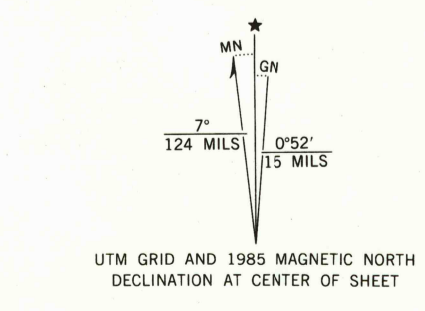 MN
GN
7°
124 MILS
0°52'
15 MILS
UTM GRID AND 1985 MAGNETIC NORTH
DECLINATION AT CENTER OF SHEET